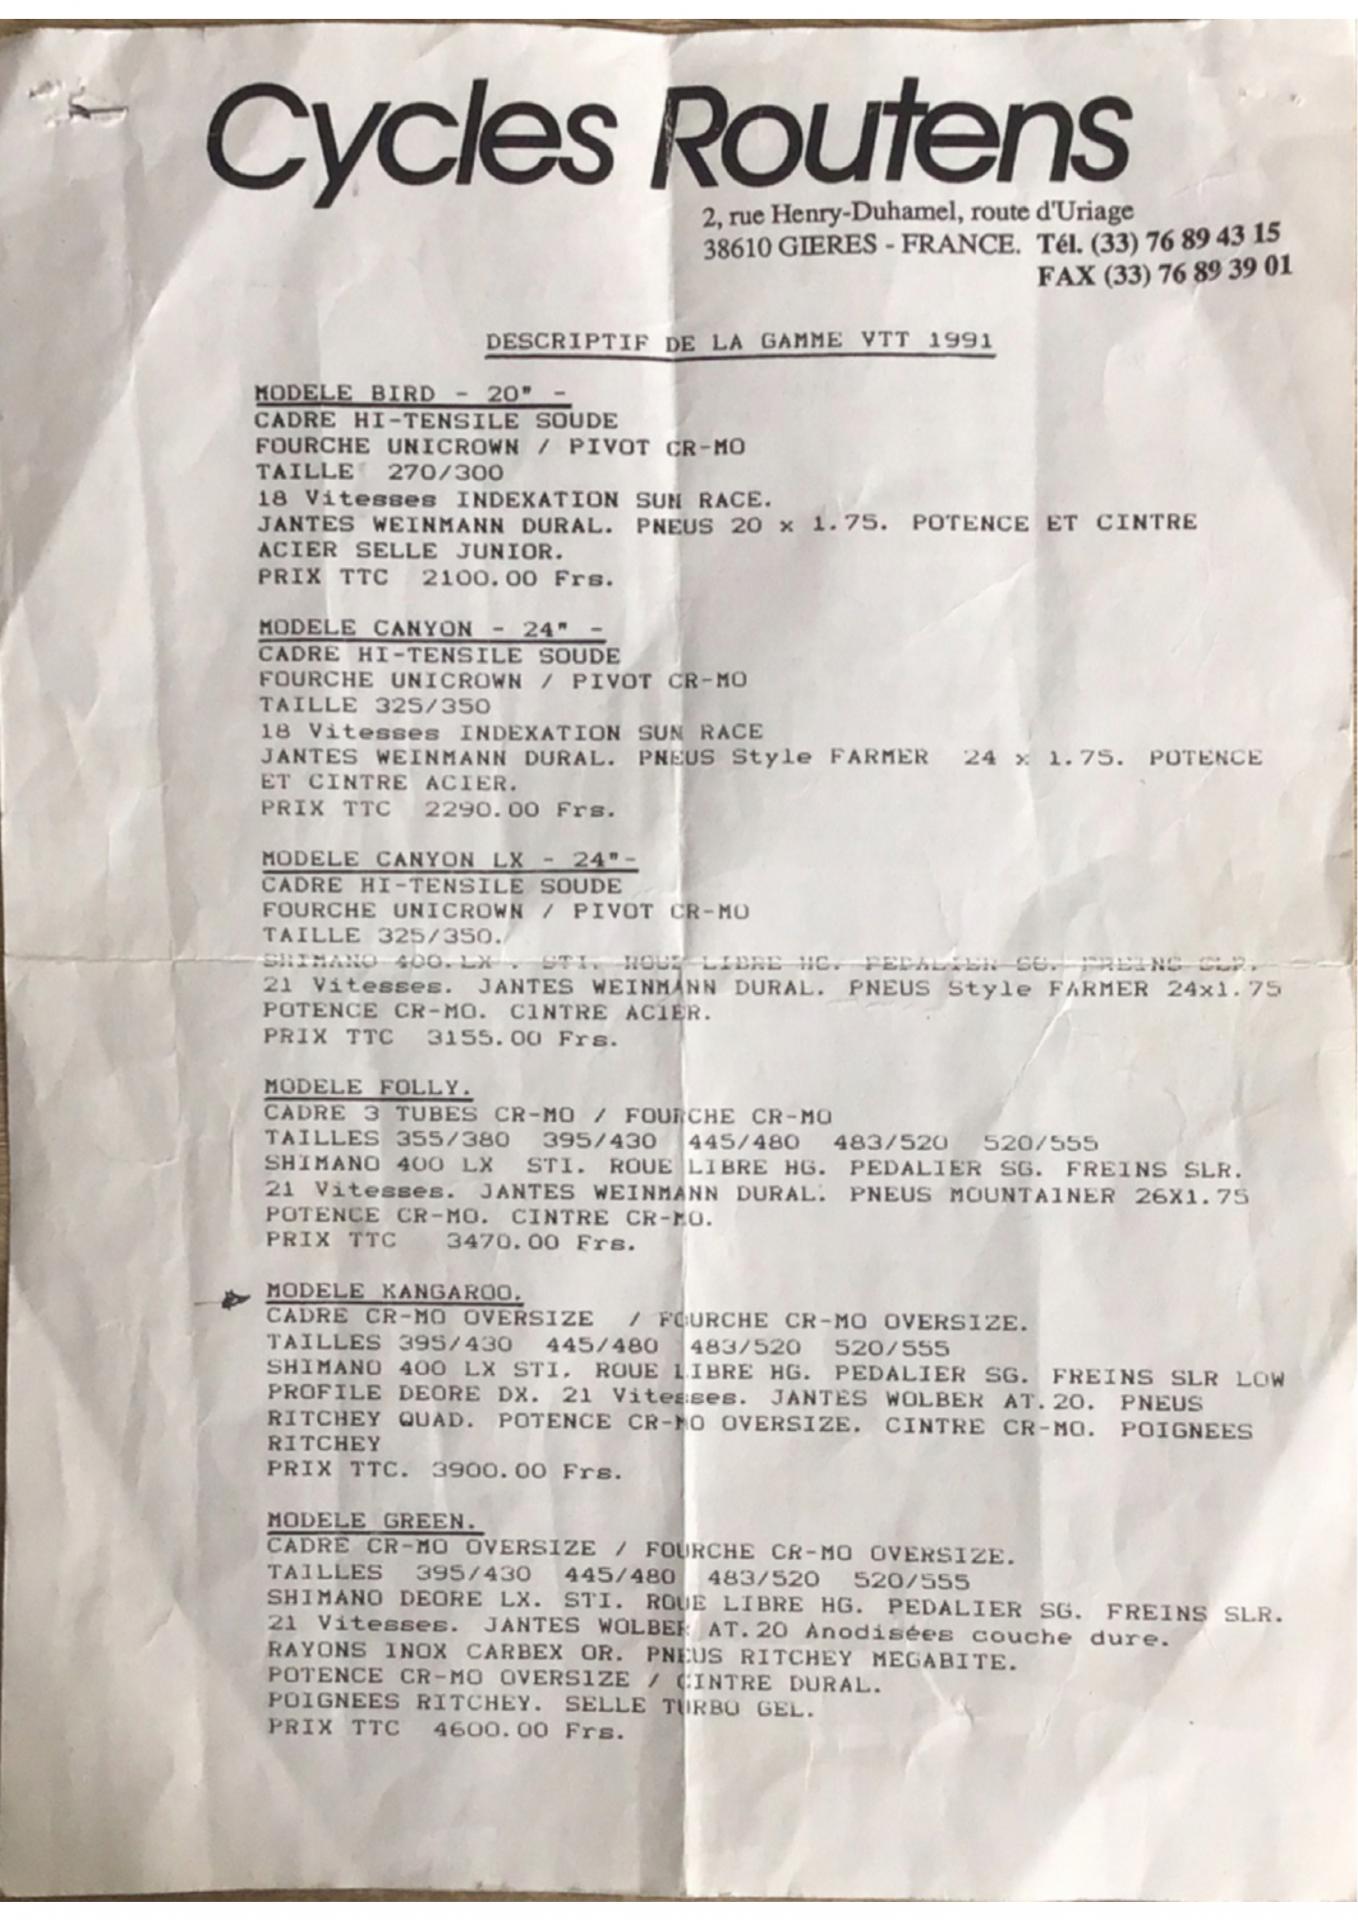 Cycles Routens
2, rue Henry-Duhamel, route d'Uriage
38610 GIERES - FRANCE. Tél. (33) 76 89 43 15
FAX (33) 76 89 39 01
DESCRIPTIF DE LA GAMME VTT 1991
MODELE BIRD - 20" -
CADRE HI-TENSILE SOUDE
FOURCHE UNICROWN / PIVOT CR-MO
TAILLE 270/300
18 Vitesses INDEXATION SUN RACE.
JANTES WEINMANN DURAL. PNEUS 20 x 1.75. POTENCE ET CINTRE
ACIER SELLE JUNIOR.
PRIX TTC 2100.00 Frs.
MODELE CANYON - 24" -
CADRE HI-TENSILE SOUDE
FOURCHE UNICROWN / PIVOT CR-MO
TAILLE 325/350
18 Vitesses INDEXATION SUN RACE
JANTES WEINMANN DURAL. PNEUS Style FARMER 24 x 1.75. POTENCE
ET CINTRE ACIER.
PRIX TTC 2290.00 Frs.
MODELE CANYON LX - 24"-
CADRE HI-TENSILE SOUDE
FOURCHE UNICROWN / PIVOT CR-MO
TAILLE 325/350.
SHIMANO 400.LX . STI. ROUE LIBRE HG. PEDALIER SG. FREINS SLR.
21 Vitesses. JANTES WEINMANN DURAL. PNEUS Style FARMER 24x1.75
POTENCE CR-MO. CINTRE ACIER.
PRIX TTC 3155.00 Frs.
MODELE FOLLY.
CADRE 3 TUBES CR-MO / FOURCHE CR-MO
TAILLES 355/380 395/430 445/480 483/520 520/555
SHIMANO 400 LX STI. ROUE LIBRE HG. PEDALIER SG. FREINS SLR.
21 Vitesses. JANTES WEINMANN DURAL. PNEUS MOUNTAINER 26X1.75
POTENCE CR-MO. CINTRE CR-MO.
PRIX TTC 3470.00 Frs.
MODELE KANGAROO.
CADRE CR-MO OVERSIZE / FOURCHE CR-MO OVERSIZE.
TAILLES 395/430 445/480 483/520 520/555
SHIMANO 400 LX STI. ROUE LIBRE HG. PEDALIER SG. FREINS SLR LOW
PROFILE DEORE DX. 21 Vitesses. JANTES WOLBER AT.20. PNEUS
RITCHEY QUAD. POTENCE CR-MO OVERSIZE. CINTRE CR-MO. POIGNEES
RITCHEY
PRIX TTC. 3900.00 Frs.
MODELE GREEN.
CADRE CR-MO OVERSIZE / FOURCHE CR-MO OVERSIZE.
TAILLES 395/430 445/480 483/520 520/555
SHIMANO DEORE LX. STI. ROUE LIBRE HG. PEDALIER SG. FREINS SLR.
21 Vitesses. JANTES WOLBER AT.20 Anodisées couche dure.
RAYONS INOX CARBEX OR. PNEUS RITCHEY MEGABITE.
POTENCE CR-MO OVERSIZE / CINTRE DURAL.
POIGNEES RITCHEY. SELLE TURBO GEL.
PRIX TTC 4600.00 Frs.